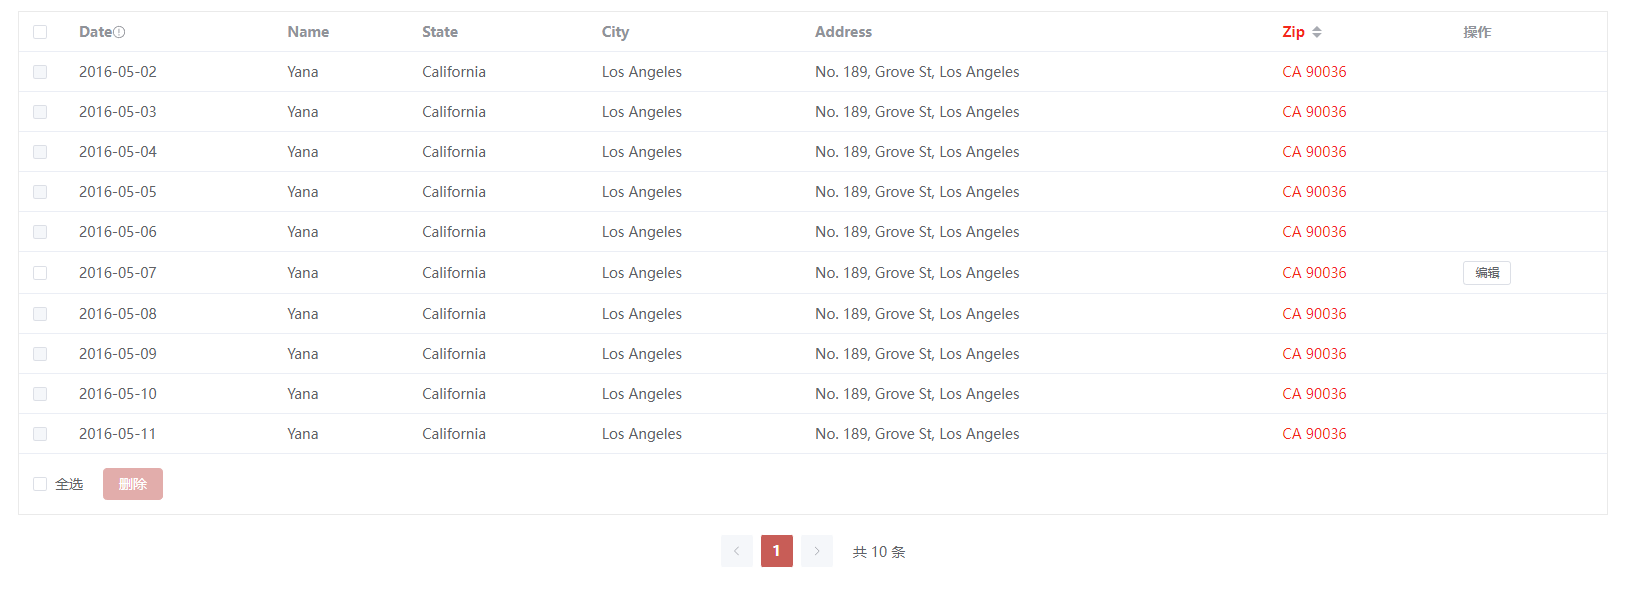 Date Name State City Address Zip 操作
2016-05-02 Yana California Los Angeles No. 189, Grove St, Los Angeles CA 90036
2016-05-03 Yana California Los Angeles No. 189, Grove St, Los Angeles CA 90036
2016-05-04 Yana California Los Angeles No. 189, Grove St, Los Angeles CA 90036
2016-05-05 Yana California Los Angeles No. 189, Grove St, Los Angeles CA 90036
2016-05-06 Yana California Los Angeles No. 189, Grove St, Los Angeles CA 90036
2016-05-07 Yana California Los Angeles No. 189, Grove St, Los Angeles CA 90036 编辑
2016-05-08 Yana California Los Angeles No. 189, Grove St, Los Angeles CA 90036
2016-05-09 Yana California Los Angeles No. 189, Grove St, Los Angeles CA 90036
2016-05-10 Yana California Los Angeles No. 189, Grove St, Los Angeles CA 90036
2016-05-11 Yana California Los Angeles No. 189, Grove St, Los Angeles CA 90036
全选 删除
1 共 10 条